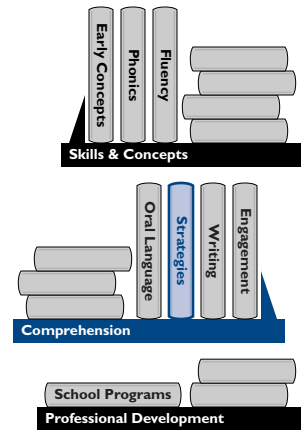 Early Concepts
Phonics
Fluency
Skills & Concepts
Oral Language
Strategies
Writing
Engagement
Comprehension
School Programs
Professional Development